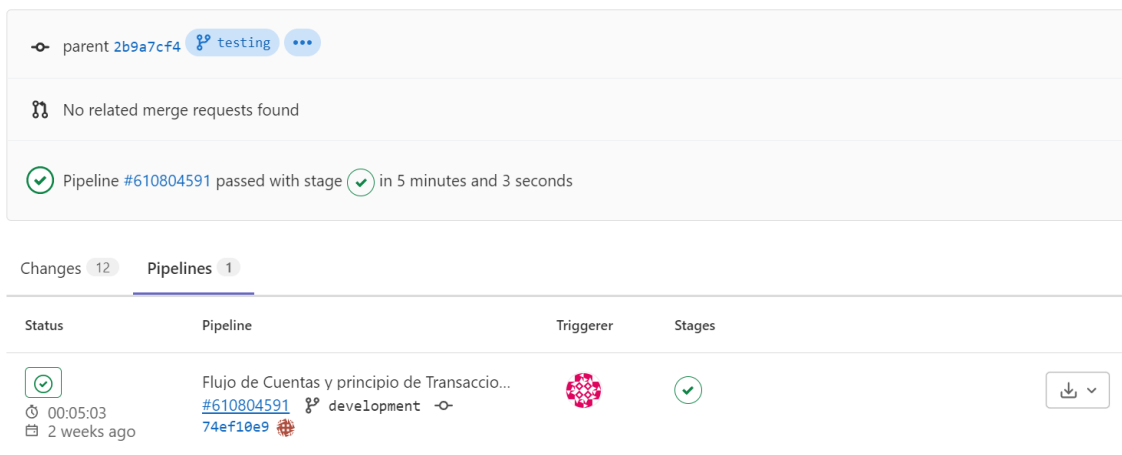 parent 2b9a7cf4 testing •••
No related merge requests found
Pipeline #610804591 passed with stage in 5 minutes and 3 seconds
Changes 12 Pipelines 1
Status Pipeline Triggerer Stages
Flujo de Cuentas y principio de Transaccio...
#610804591 development
00:05:03
74ef10e9
2 weeks ago